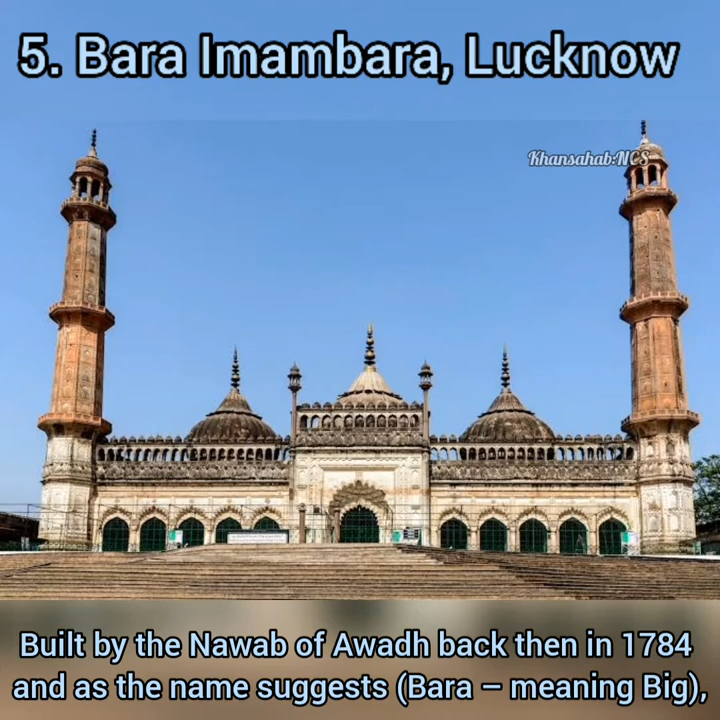 5. Bara Imambara, Lucknow
Khansahab:NCS
Built by the Nawab of Awadh back then in 1784
and as the name suggests (Bara – meaning Big),